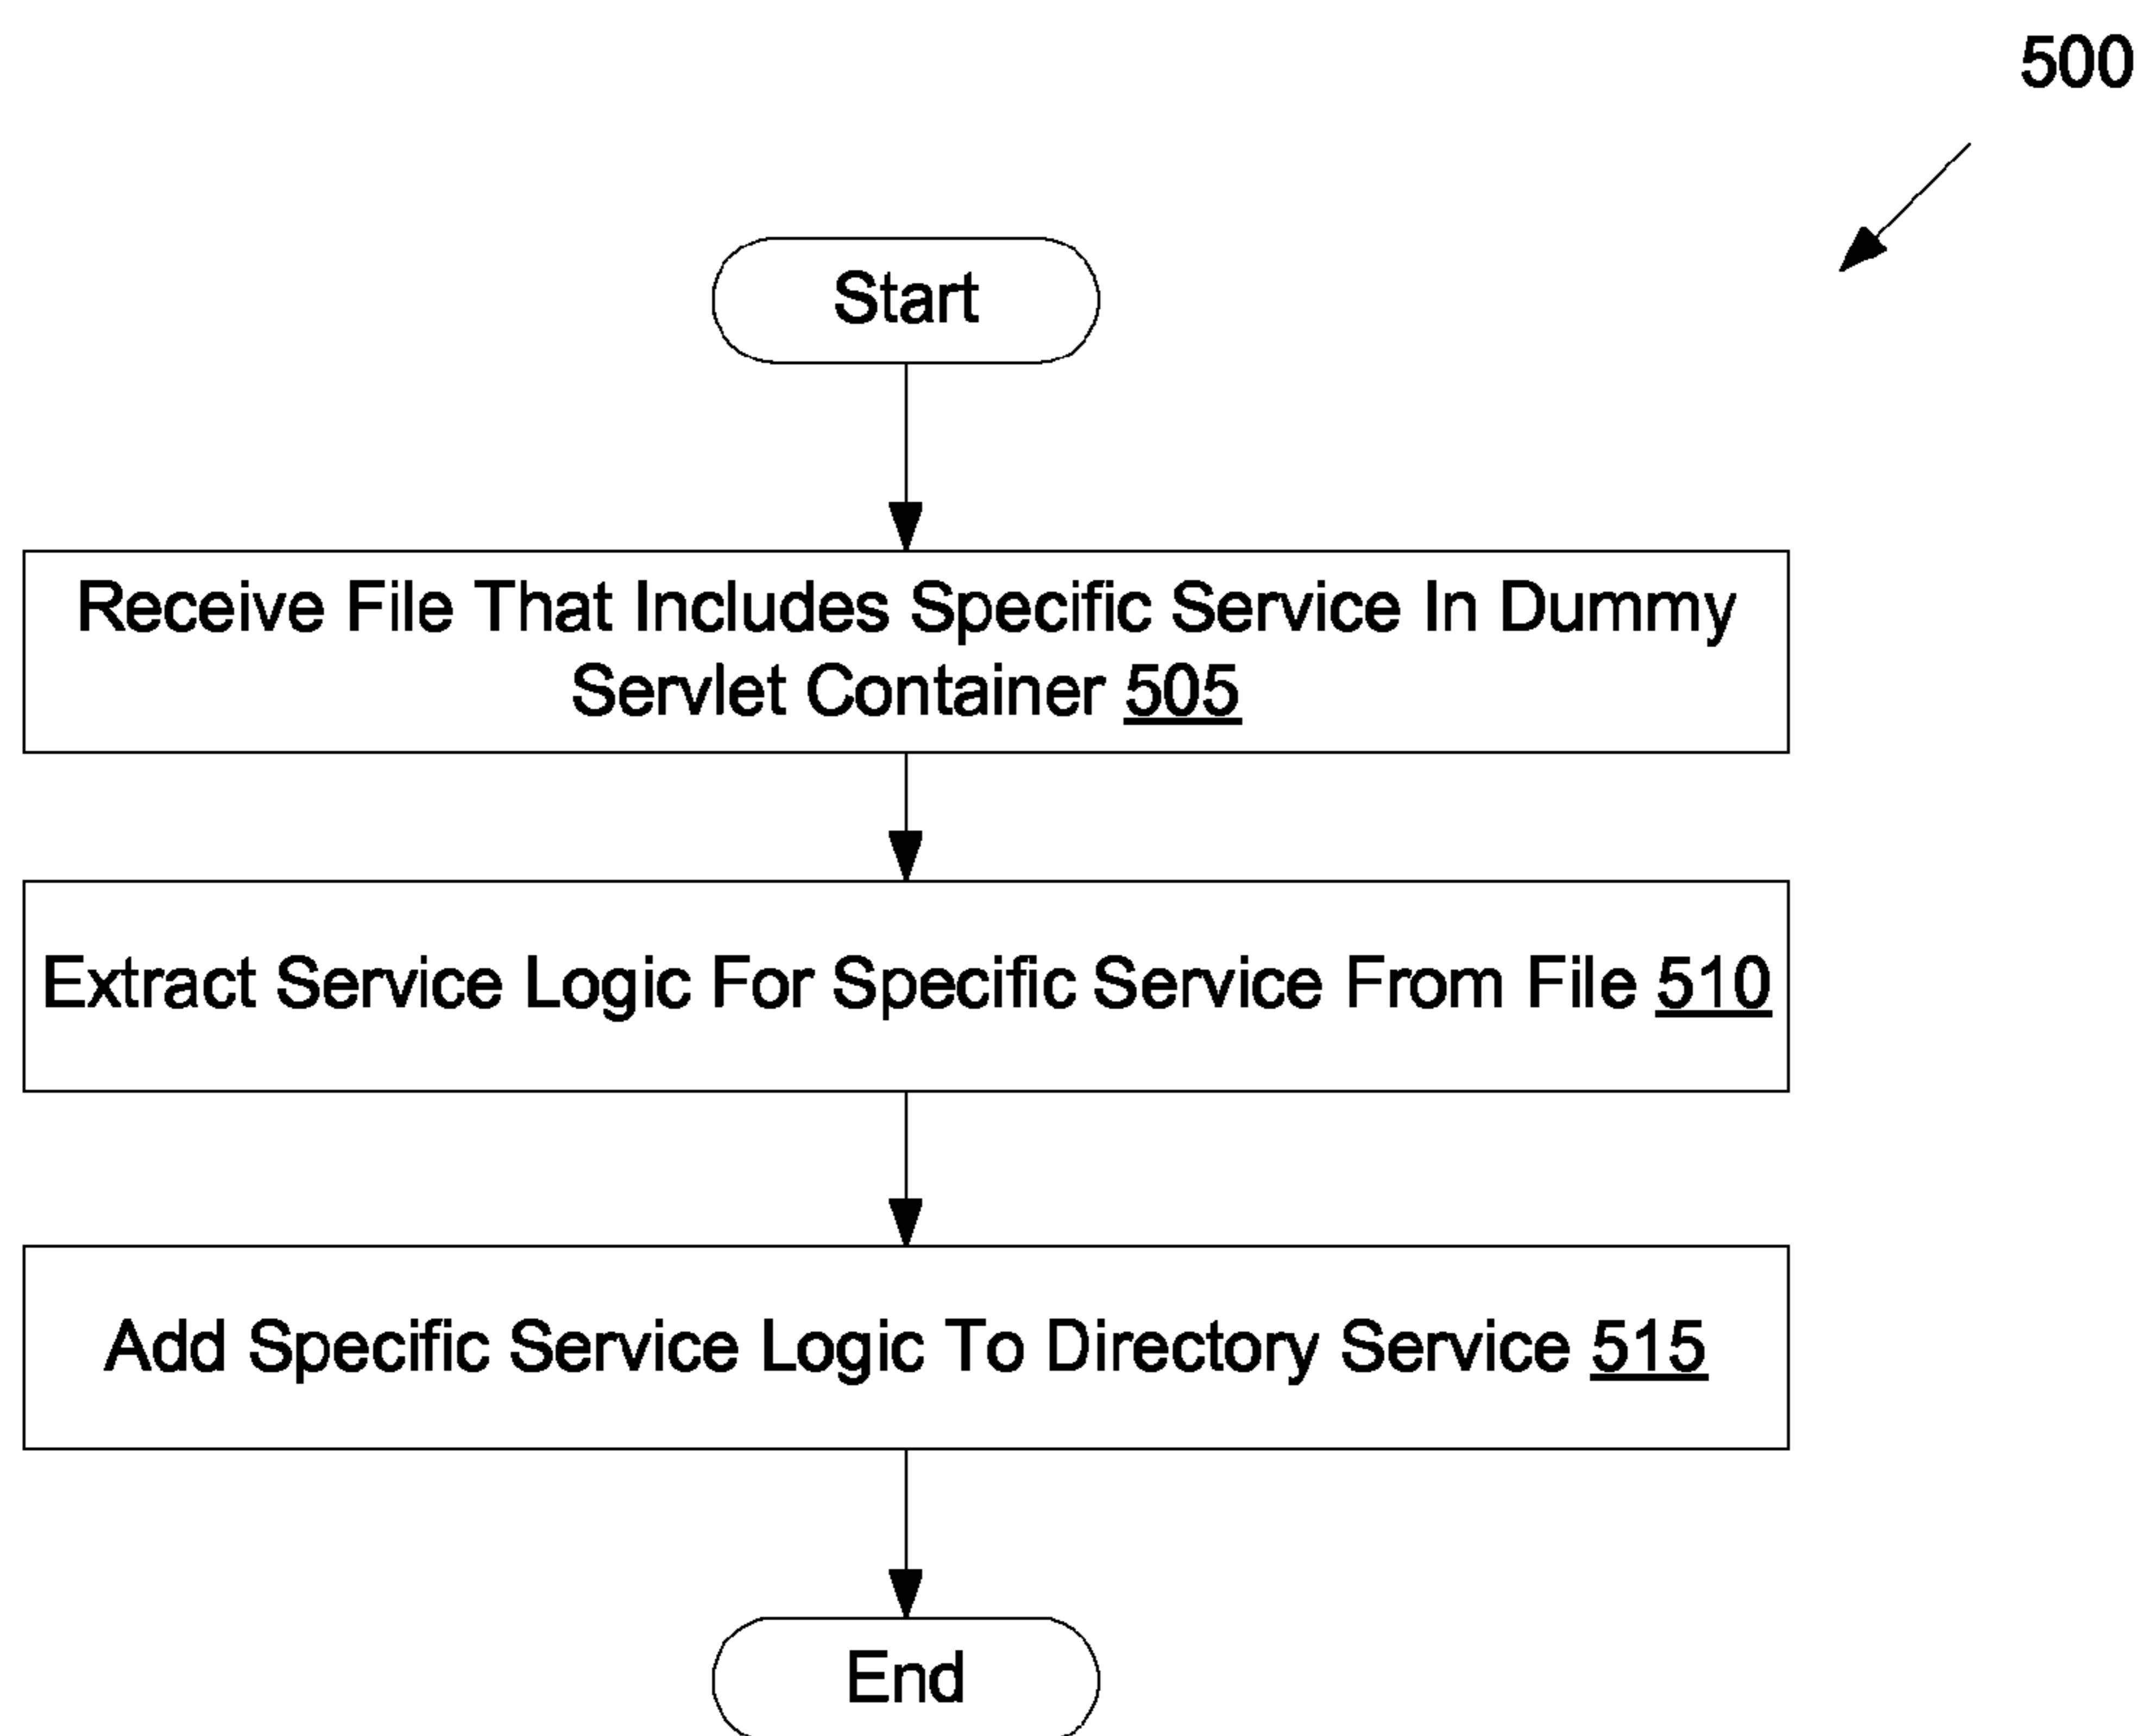 500
Start
Receive File That Includes Specific Service In Dummy
Servlet Container 505
Extract Service Logic For Specific Service From File 510
Add Specific Service Logic To Directory Service 515
End